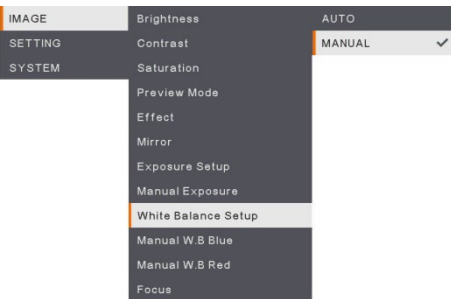 IMAGE
SETTING
SYSTEM
Brightness
Contrast
Saturation
Preview Mode
Effect
Mirror
Exposure Setup
Manual Exposure
White Balance Setup
Manual W.B Blue
Manual W.B Red
Focus
AUTO
MANUAL